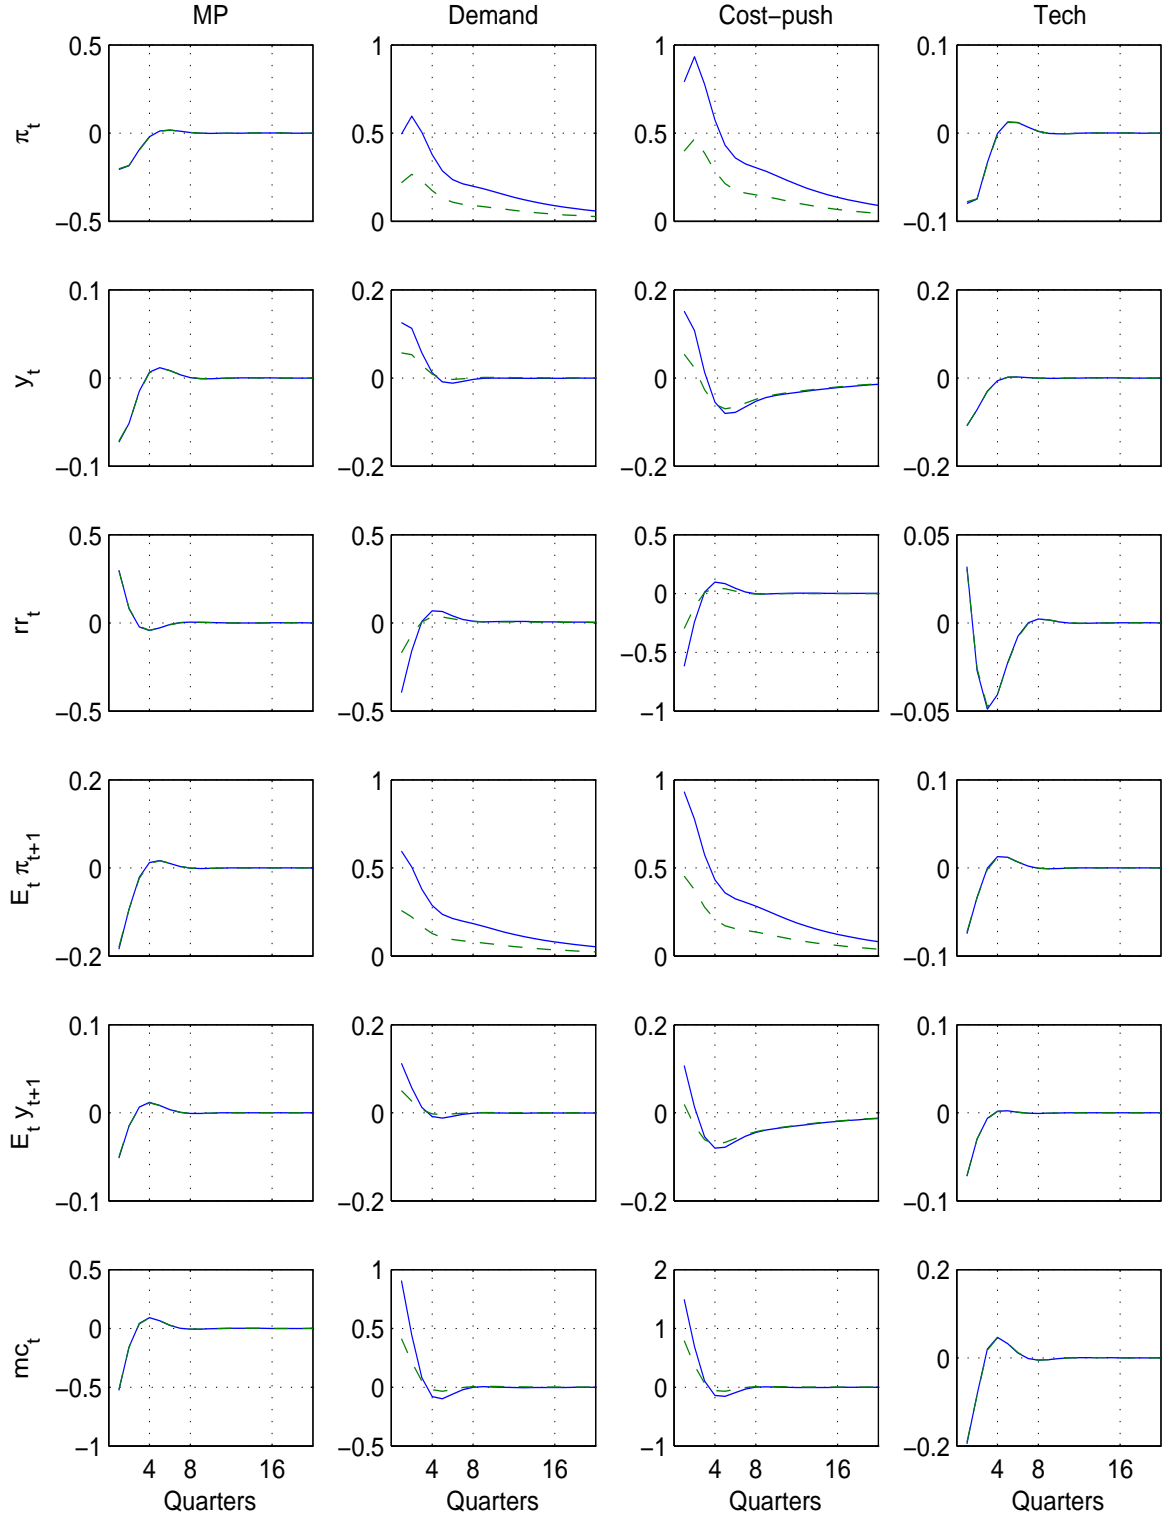 MP Demand Cost−push Tech
π_t 0.5 0 −0.5 1 0.5 0 1 0.5 0 0.1 0 −0.1
y_t 0.1 0 −0.1 0.2 0 −0.2 0.2 0 −0.2 0.1 0 −0.1
rr_t 0.5 0 −0.5 0.5 0 −0.5 0.5 0 −0.5 −1 0.05 0 −0.05
E_t π_{t+1} 0.2 0 −0.2 1 0.5 0 1 0.5 0 0.1 0 −0.1
E_t y_{t+1} 0.1 0 −0.1 0.2 0 −0.2 0.2 0 −0.2 0.1 0 −0.1
mc_t 0.5 0 −0.5 −1 1 0.5 0 −0.5 2 1 0 −1 0.2 0 −0.2
4 8 16 4 8 16 4 8 16 4 8 16
Quarters Quarters Quarters Quarters